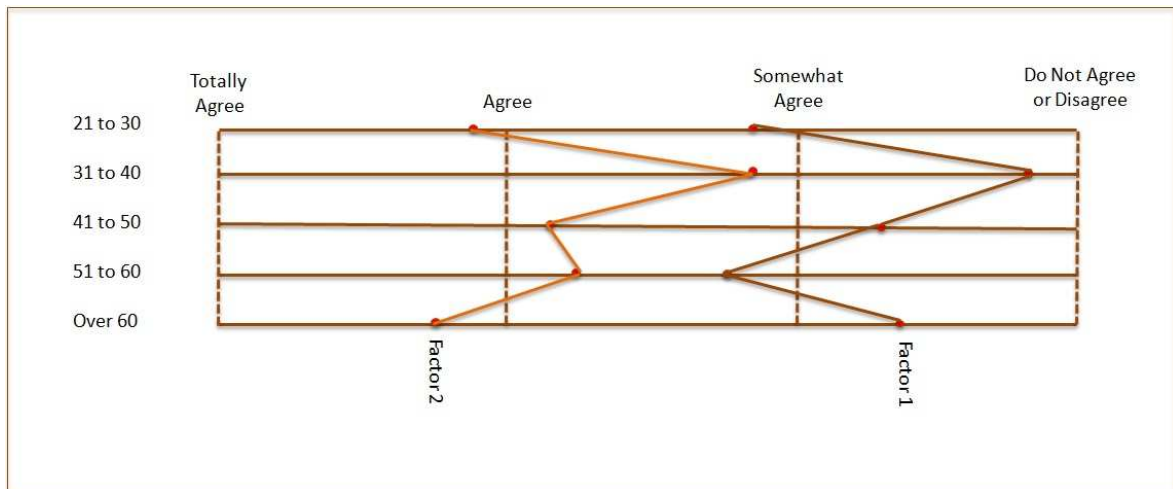 Totally
Agree
Agree
Somewhat
Agree
Do Not Agree
or Disagree
21 to 30
31 to 40
41 to 50
51 to 60
Over 60
Factor 2
Factor 1